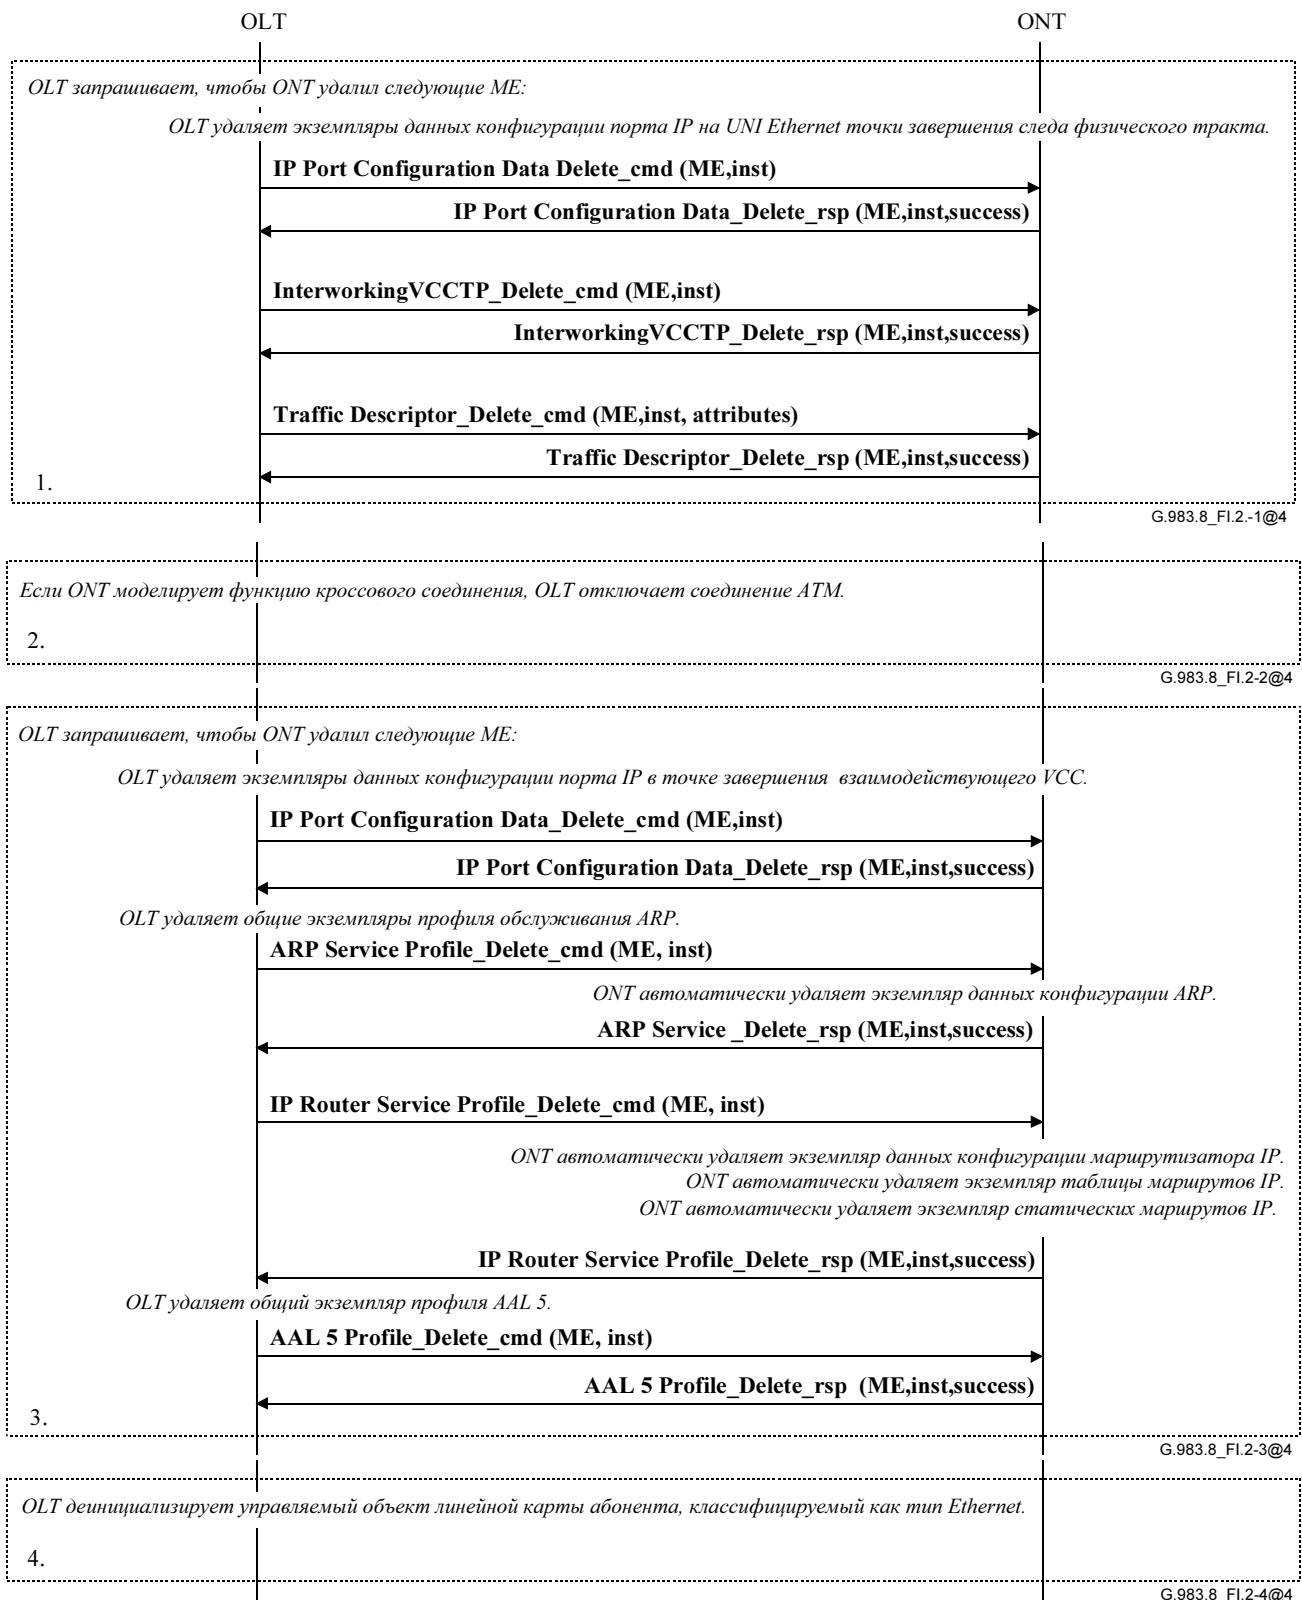 OLT
ONT
OLT запрашивает, чтобы ONT удалил следующие ME:
OLT удаляет экземпляры данных конфигурации порта IP на UNI Ethernet точки завершения следа физического тракта.
IP Port Configuration Data Delete_cmd (ME,inst)
IP Port Configuration Data_Delete_rsp (ME,inst,success)
InterworkingVCCTP_Delete_cmd (ME,inst)
InterworkingVCCTP_Delete_rsp (ME,inst,success)
Traffic Descriptor_Delete_cmd (ME,inst, attributes)
Traffic Descriptor_Delete_rsp (ME,inst,success)
1.
G.983.8_FI.2.-1@4
Если ONT моделирует функцию кроссового соединения, OLT отключает соединение ATM.
2.
G.983.8_FI.2-2@4
OLT запрашивает, чтобы ONT удалил следующие ME:
OLT удаляет экземпляры данных конфигурации порта IP в точке завершения взаимодействующего VCC.
IP Port Configuration Data_Delete_cmd (ME,inst)
IP Port Configuration Data_Delete_rsp (ME,inst,success)
OLT удаляет общие экземпляры профиля обслуживания ARP.
ARP Service Profile_Delete_cmd (ME, inst)
ONT автоматически удаляет экземпляр данных конфигурации ARP.
ARP Service _Delete_rsp (ME,inst,success)
IP Router Service Profile_Delete_cmd (ME, inst)
ONT автоматически удаляет экземпляр данных конфигурации маршрутизатора IP.
ONT автоматически удаляет экземпляр таблицы маршрутов IP.
ONT автоматически удаляет экземпляр статических маршрутов IP.
IP Router Service Profile_Delete_rsp (ME,inst,success)
OLT удаляет общий экземпляр профиля AAL 5.
AAL 5 Profile_Delete_cmd (ME, inst)
AAL 5 Profile_Delete_rsp (ME,inst,success)
3.
G.983.8_FI.2-3@4
OLT деинициализирует управляемый объект линейной карты абонента, классифицируемый как тип Ethernet.
4.
G.983.8_FI.2-4@4